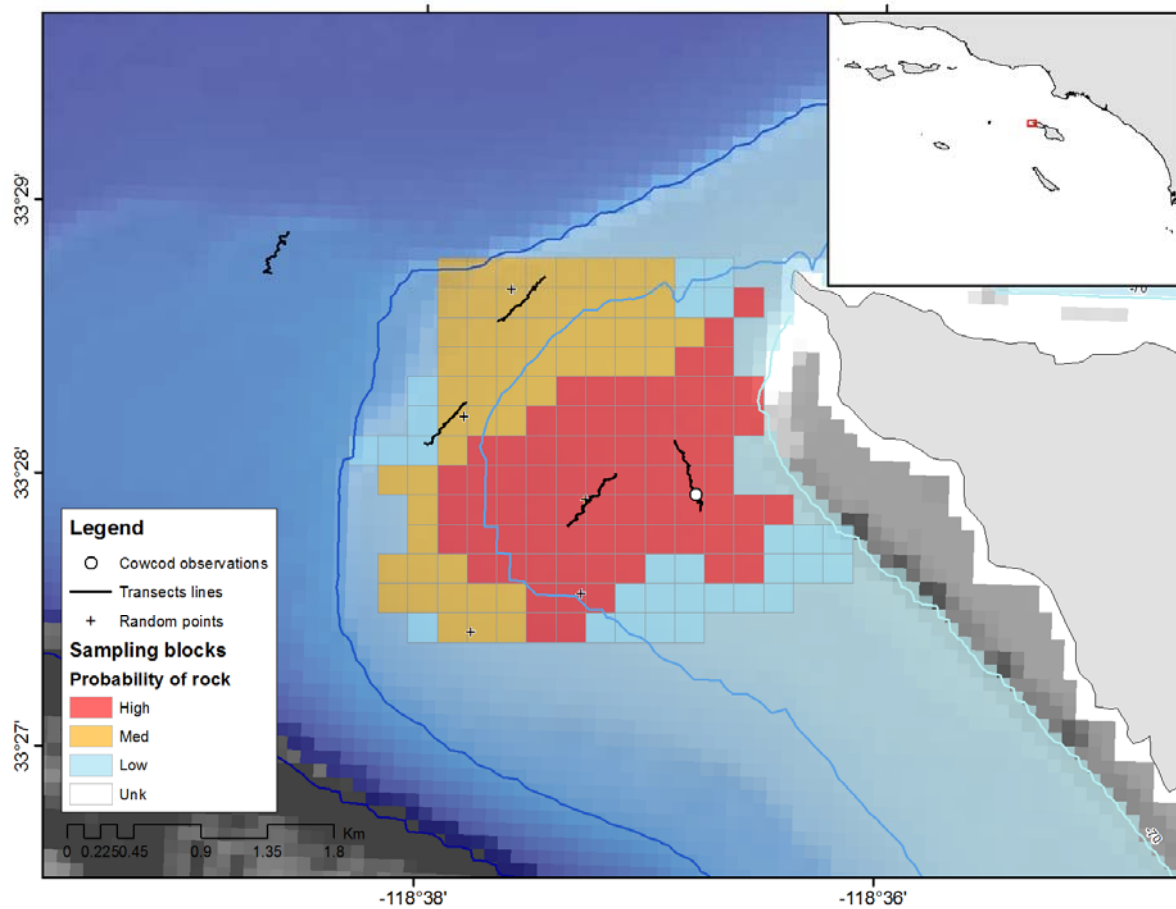 -70
33°29'
33°28'
33°27'
Legend
Cowcod observations
Transects lines
Random points
Sampling blocks
Probability of rock
High
Med
Low
Unk
Km
0 0.2250.45 0.9 1.35 1.8
-70
-118°38' -118°36'